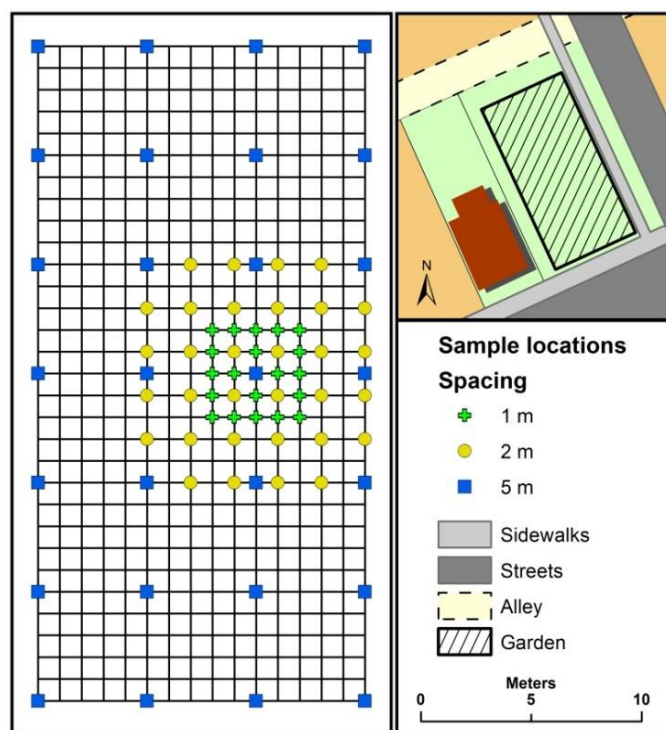 N
Sample locations
Spacing
1 m
2 m
5 m
Sidewalks
Streets
Alley
Garden
Meters
0 5 10